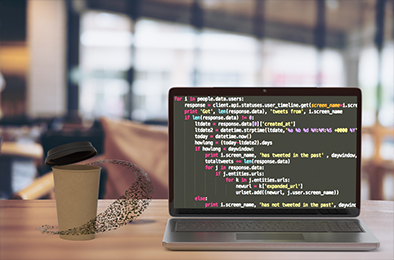 for i in people.data.users:
response = client.api.statuses.user_timeline.get(screen_name=i.scre
print 'Got', len(response.data), 'tweets from', i.screen_name
if len(response.data) != 0:
ltdate = response.data[0]['created_at']
ltdate2 = datetime.strptime(ltdate,'%a %b %d %H:%M:%S +0000 %Y
today = datetime.now()
howlong = (today-ltdate2).days
if howlong < daywindow:
print i.screen_name, 'has tweeted in the past' , daywindow,
totaltweets += len(response.data)
for j in response.data:
if j.entities.urls:
for k in j.entities.urls:
newurl = k['expanded_url']
urlset.add((newurl, j.user.screen_name))
else:
print i.screen_name, 'has not tweeted in the past', daywind